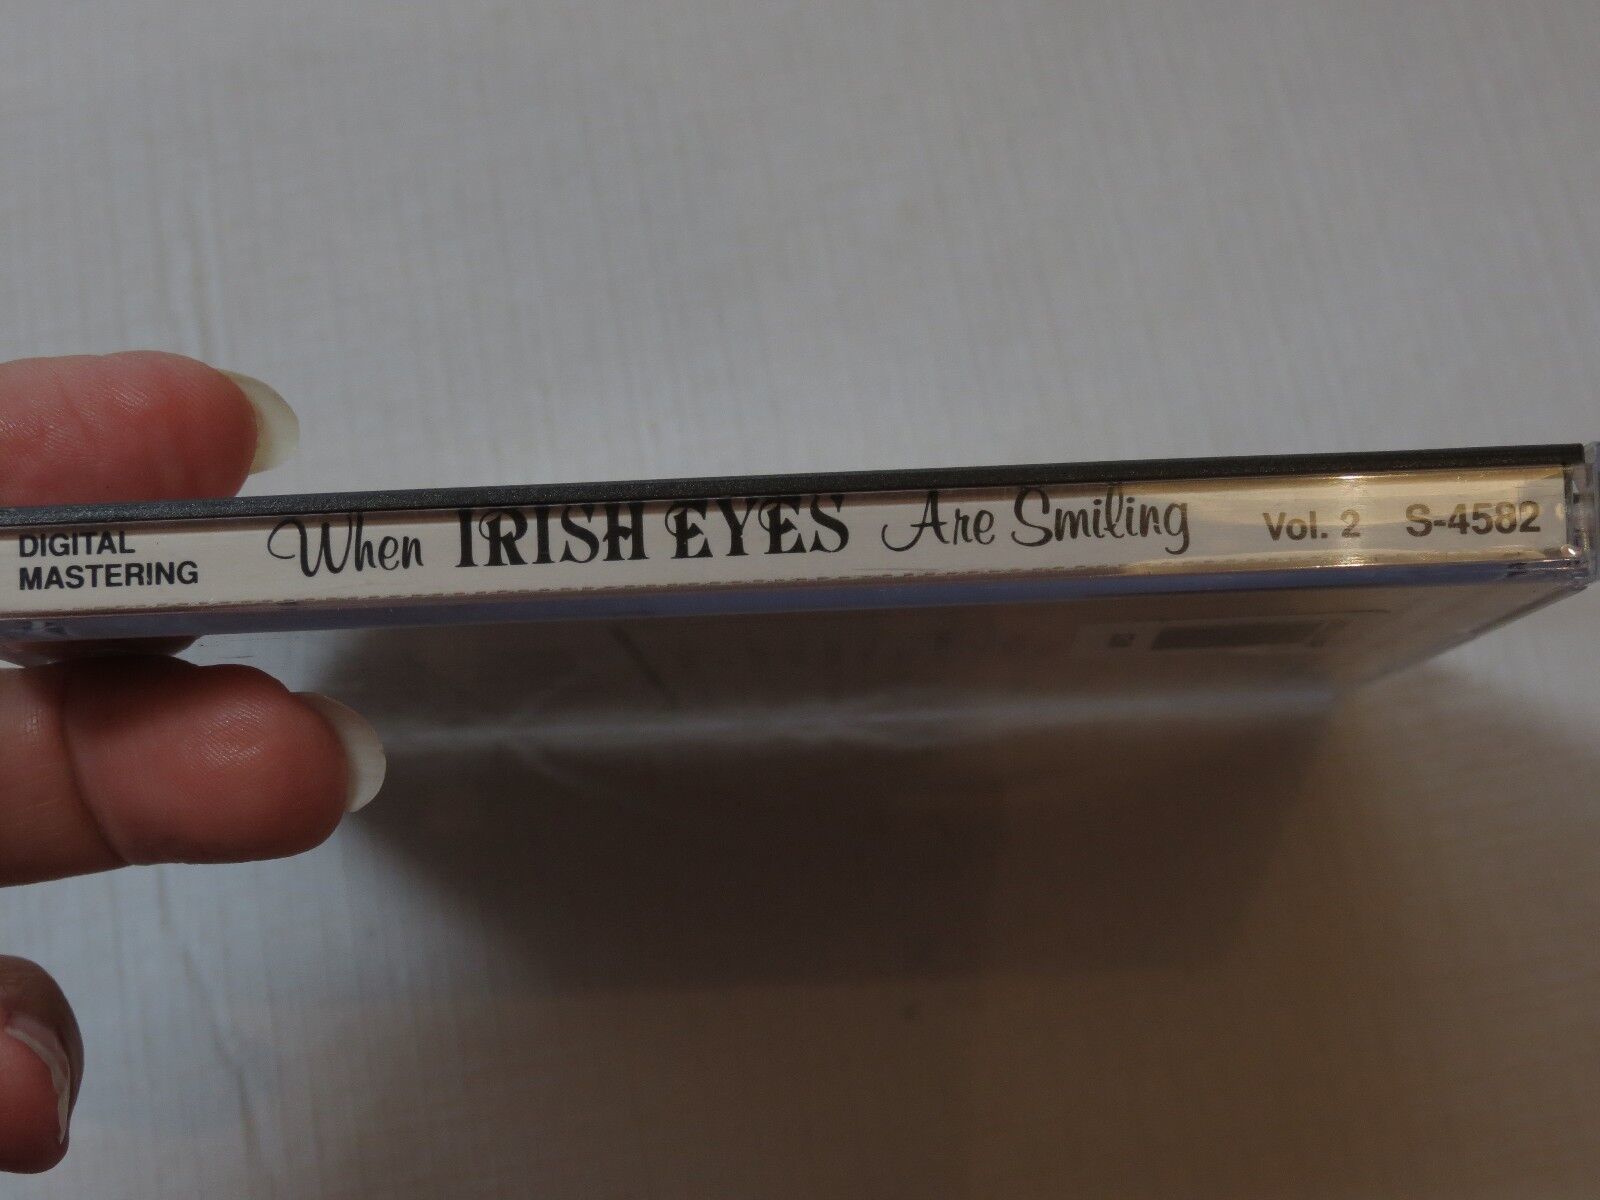 DIGITAL
MASTERING
When IRISH EYES Are Smiling Vol. 2 S-4582